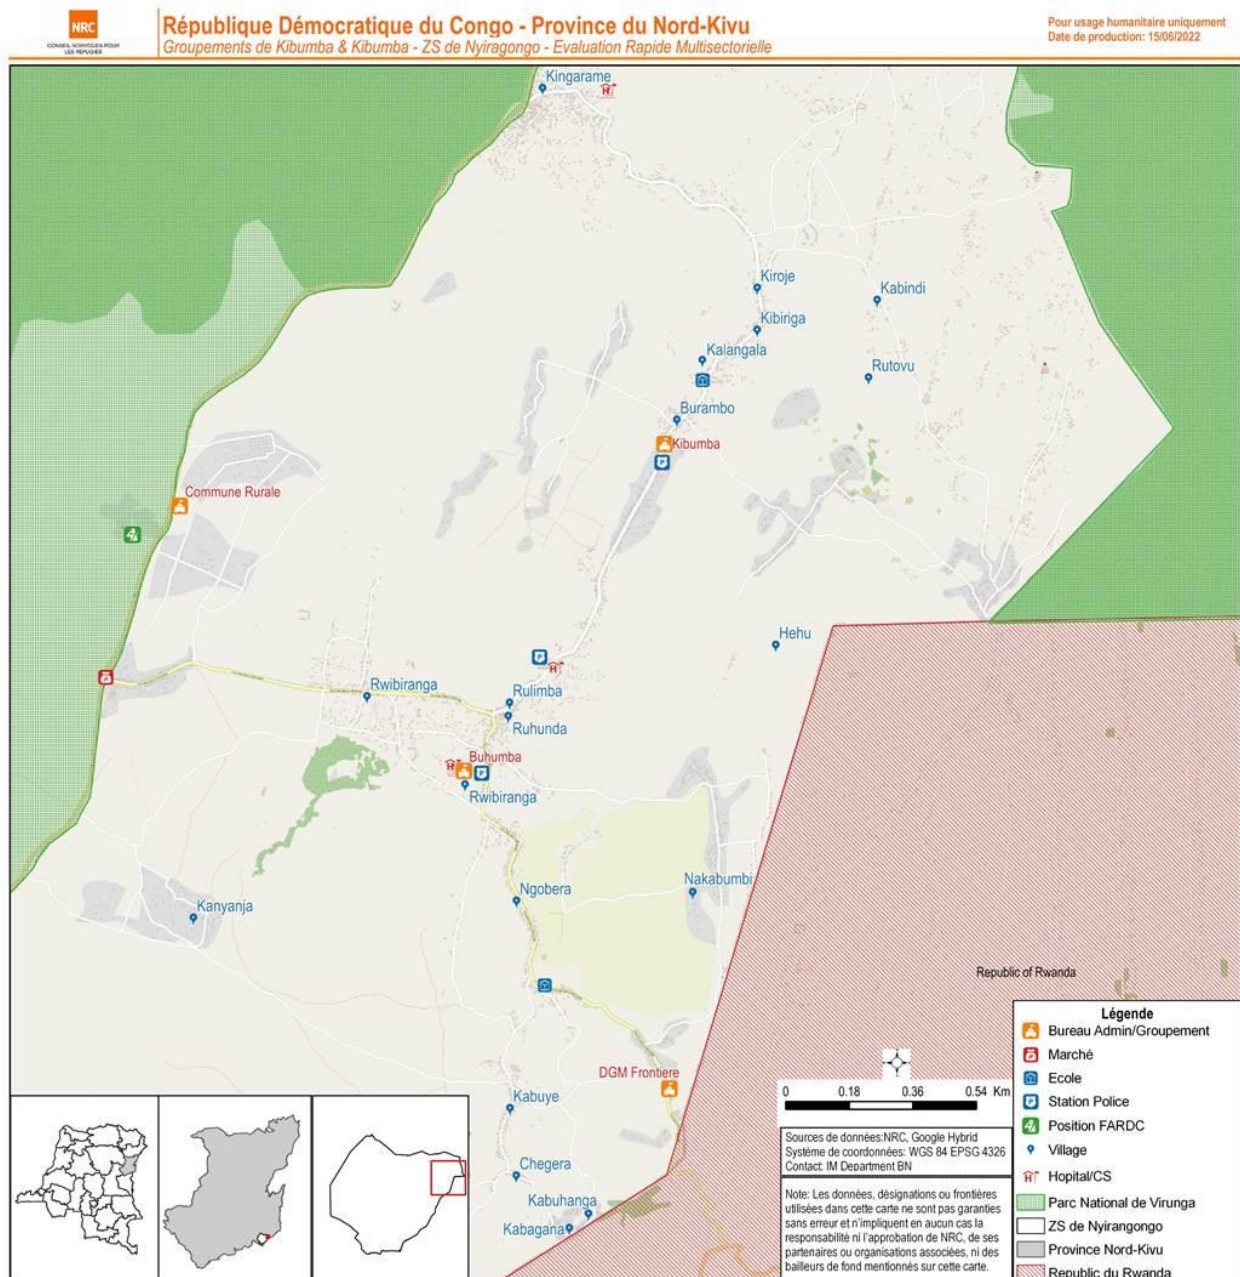 NRC
CONSEIL NORVÉGIEN POUR
LES RÉFUGIÉS
République Démocratique du Congo - Province du Nord-Kivu
Groupements de Kibumba & Kibumba - ZS de Nyiragongo - Evaluation Rapide Multisectorielle
Pour usage humanitaire uniquement
Date de production: 15/06/2022
Kingarame
Kiroje
Kabindi
Kibiriga
Kalangala
Rutovu
Burambo
Kibumba
Commune Rurale
Hehu
Rwibiranga
Rulimba
Ruhunda
Buhumba
Rwibiranga
Nakabumbi
Ngobera
Kanyanja
Republic of Rwanda
DGM Frontiere
Kabuye
Chegera
Kabuhanga
Kabagana
0 0.18 0.36 0.54 Km
Sources de données:NRC, Google Hybrid
Système de coordonnées: WGS 84 EPSG 4326
Contact: IM Department BN
Note: Les données, désignations ou frontières
utilisées dans cette carte ne sont pas garanties
sans erreur et n'impliquent en aucun cas la
responsabilité ni l'approbation de NRC, de ses
partenaires ou organisations associées, ni des
bailleurs de fond mentionnés sur cette carte.
Légende
Bureau Admin/Groupement
Marché
Ecole
Station Police
Position FARDC
Village
Hopital/CS
Parc National de Virunga
ZS de Nyirangongo
Province Nord-Kivu
Republic du Rwanda